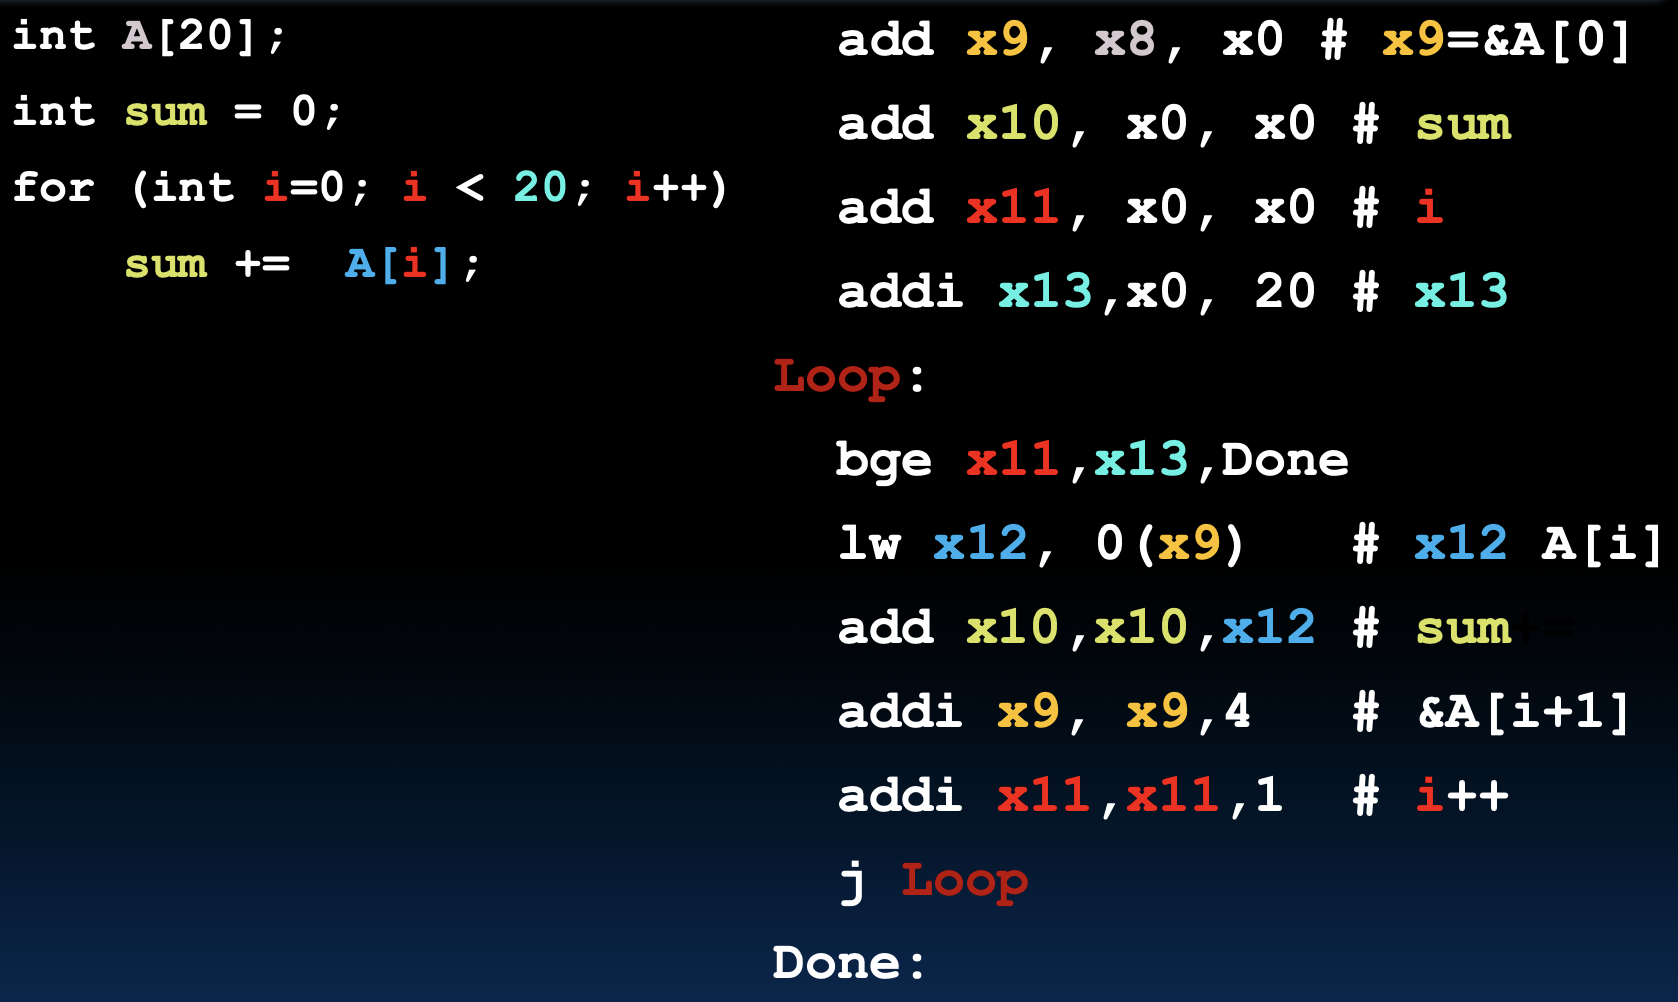 int A[20];
int sum = 0;
for (int i=0; i < 20; i++)
    sum += A[i];
add x9, x8, x0 # x9=&A[0]
add x10, x0, x0 # sum
add x11, x0, x0 # i
addi x13,x0, 20 # x13
Loop:
bge x11,x13,Done
lw x12, 0(x9) # x12 A[i]
add x10,x10,x12 # sum+=
addi x9, x9,4 # &A[i+1]
addi x11,x11,1 # i++
j Loop
Done: